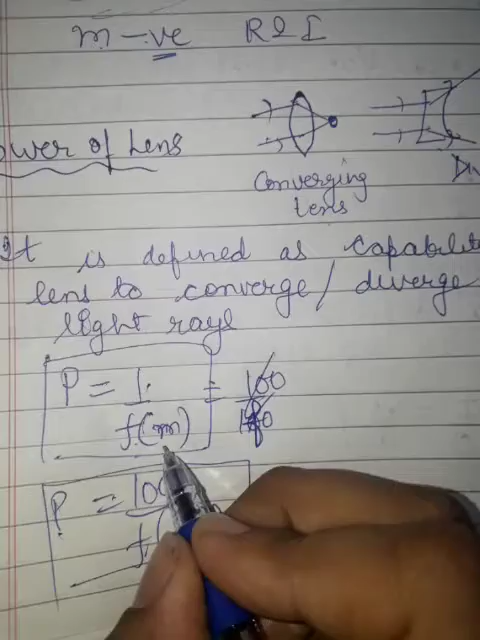 m -ve R & I
ower of Lens
Converging
Lens
It is defined as capabilit
lens to converge / diverge
light rays
P = 1 / f(m) = 100
P = 100 / f(